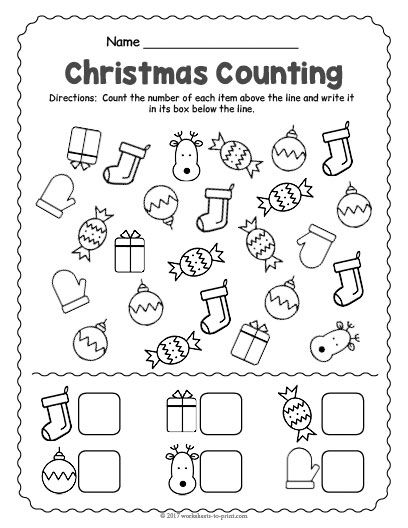 Name
Christmas Counting
Directions: Count the number of each item above the line and write it
in its box below the line.
© 2017 worksheets-to-print.com